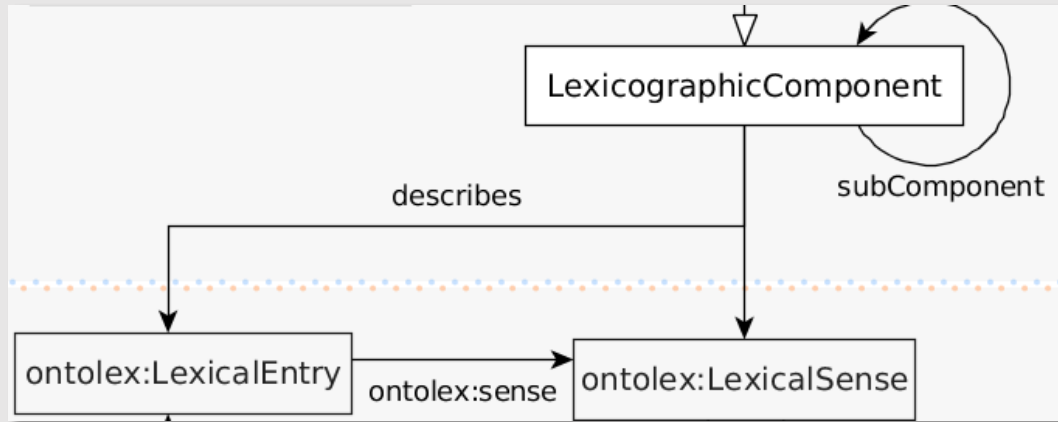 LexicographicComponent
subComponent
describes
ontolex:LexicalEntry
ontolex:sense
ontolex:LexicalSense